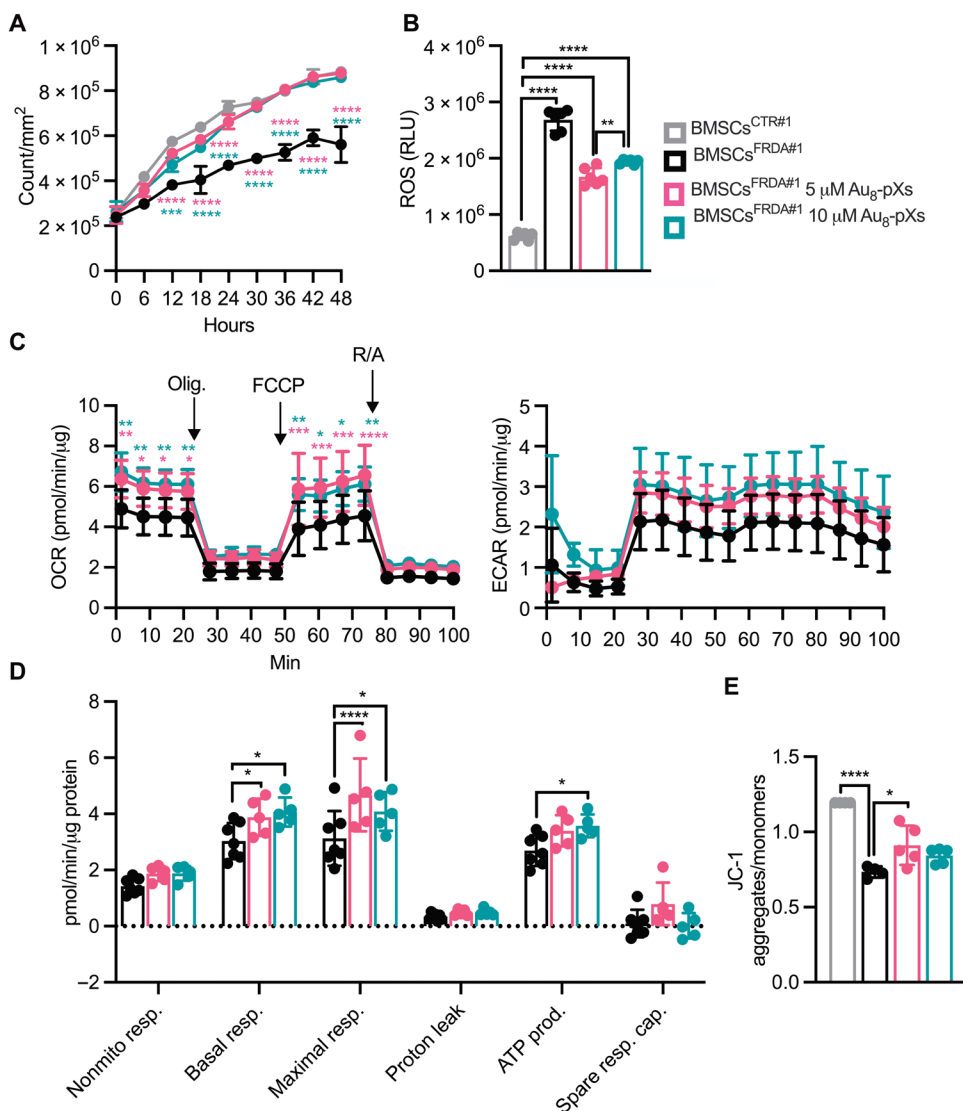 A
Count/mm²
1 × 10⁶
8 × 10⁵
6 × 10⁵
4 × 10⁵
2 × 10⁵
0
**** **** **** **** **** ****
*** **** **** **** **** **** ****
0 6 12 18 24 30 36 42 48
Hours
B
ROS (RLU)
4 × 10⁶
3 × 10⁶
2 × 10⁶
1 × 10⁶
0
****
****
****
**
BMSCs^CTR#1
BMSCs^FRDA#1
BMSCs^FRDA#1 5 μM Au₈-pXs
BMSCs^FRDA#1 10 μM Au₈-pXs
C
Olig.
FCCP
R/A
OCR (pmol/min/μg)
10
8
6
4
2
0
** ** ** ** ** * * **
** * * * *** *** *** ****
0 10 20 30 40 50 60 70 80 90 100
Min
ECAR (pmol/min/μg)
5
4
3
2
1
0
0 10 20 30 40 50 60 70 80 90 100
D
pmol/min/μg protein
8
6
4
2
0
−2
*
*
*
****
*
Nonmito resp.
Basal resp.
Maximal resp.
Proton leak
ATP prod.
Spare resp. cap.
E
JC-1
aggregates/monomers
1.5
1.0
0.5
0.0
****
*